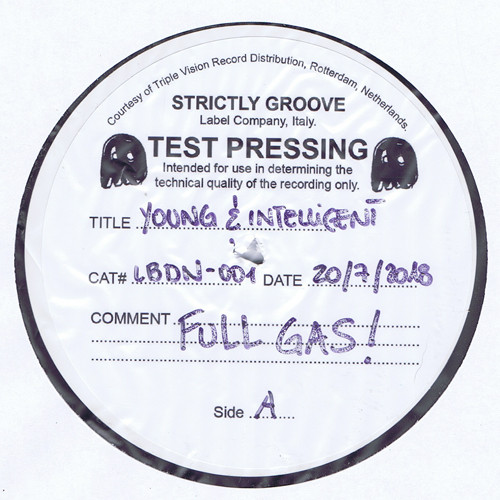 Courtesy of Triple Vision Record Distribution, Rotterdam, Netherlands.
STRICTLY GROOVE
Label Company, Italy.
TEST PRESSING
Intended for use in determining the
technical quality of the recording only.
TITLE YOUNG & INTELLIGENT
CAT# LBDN-001 DATE 20/7/2018
COMMENT FULL GAS!
Side A